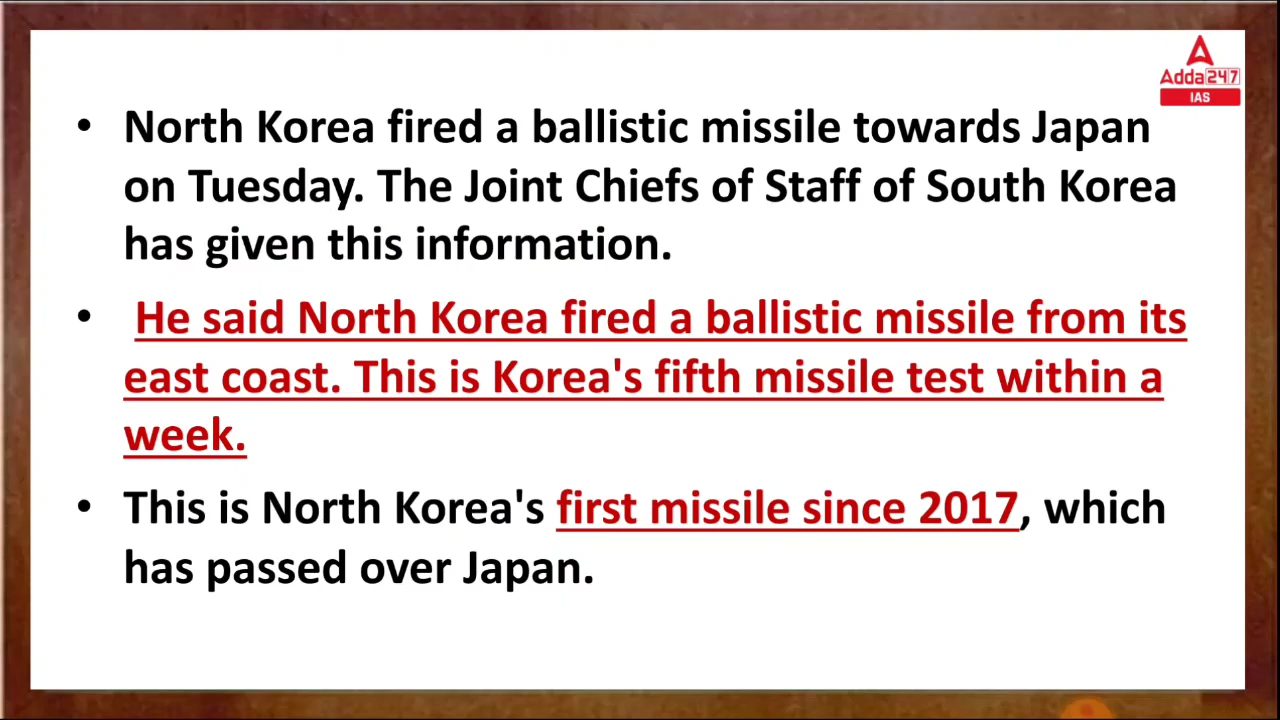 Adda247
IAS
• North Korea fired a ballistic missile towards Japan
on Tuesday. The Joint Chiefs of Staff of South Korea
has given this information.
• He said North Korea fired a ballistic missile from its
east coast. This is Korea's fifth missile test within a
week.
• This is North Korea's first missile since 2017, which
has passed over Japan.